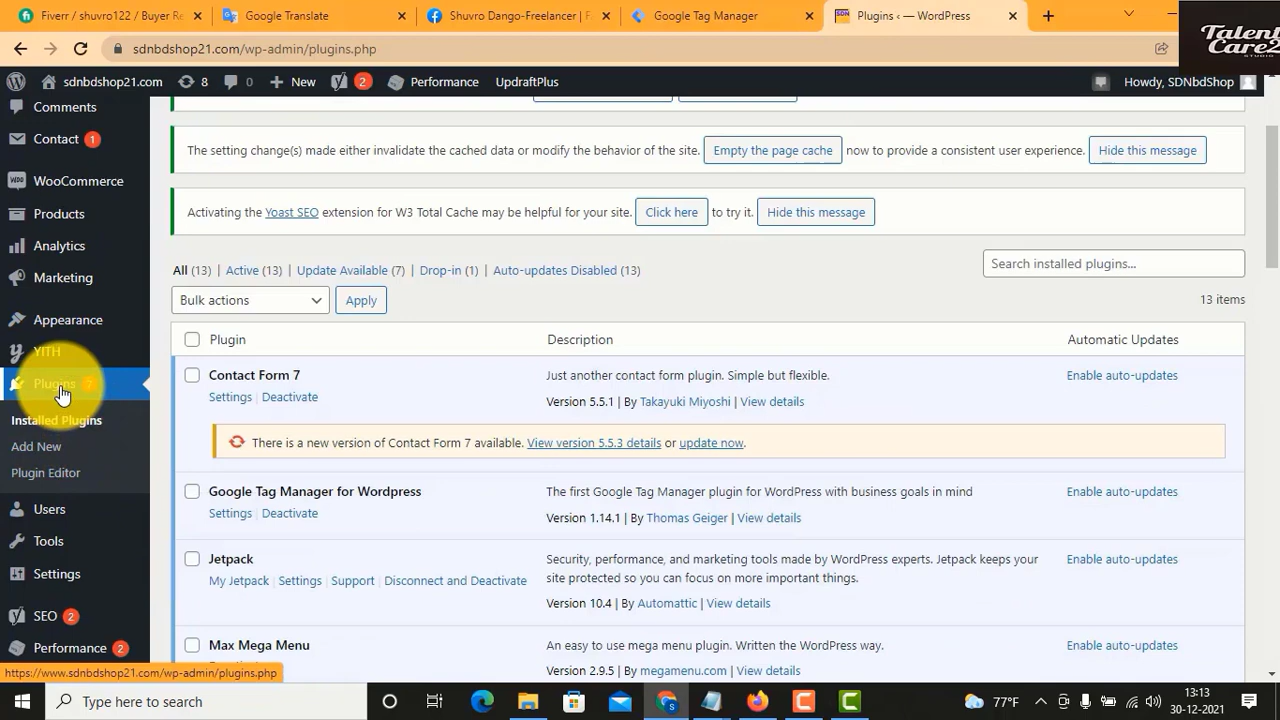 Fiverr / shuvro122 / Buyer Re
Google Translate
Shuvro Dango-Freelancer | F
Google Tag Manager
Plugins ‹ — WordPress
sdnbdshop21.com/wp-admin/plugins.php
Talent
Care2
STUDIO
sdnbdshop21.com
8
0
New
2
Performance
UpdraftPlus
Howdy, SDNbdShop
Comments
Contact 1
WooCommerce
Products
Analytics
Marketing
Appearance
YITH
Plugins 7
Installed Plugins
Add New
Plugin Editor
Users
Tools
Settings
SEO 2
Performance 2
The setting change(s) made either invalidate the cached data or modify the behavior of the site. Empty the page cache now to provide a consistent user experience. Hide this message
Activating the Yoast SEO extension for W3 Total Cache may be helpful for your site. Click here to try it. Hide this message
All (13) | Active (13) | Update Available (7) | Drop-in (1) | Auto-updates Disabled (13)
Search installed plugins...
Bulk actions
Apply
13 items
Plugin Description Automatic Updates
Contact Form 7
Settings | Deactivate
Just another contact form plugin. Simple but flexible.
Version 5.5.1 | By Takayuki Miyoshi | View details
Enable auto-updates
There is a new version of Contact Form 7 available. View version 5.5.3 details or update now.
Google Tag Manager for Wordpress
Settings | Deactivate
The first Google Tag Manager plugin for WordPress with business goals in mind
Version 1.14.1 | By Thomas Geiger | View details
Enable auto-updates
Jetpack
My Jetpack | Settings | Support | Disconnect and Deactivate
Security, performance, and marketing tools made by WordPress experts. Jetpack keeps your
site protected so you can focus on more important things.
Version 10.4 | By Automattic | View details
Enable auto-updates
Max Mega Menu
An easy to use mega menu plugin. Written the WordPress way.
Version 2.9.5 | By megamenu.com | View details
Enable auto-updates
https://www.sdnbdshop21.com/wp-admin/plugins.php
Type here to search
77°F
13:13
30-12-2021